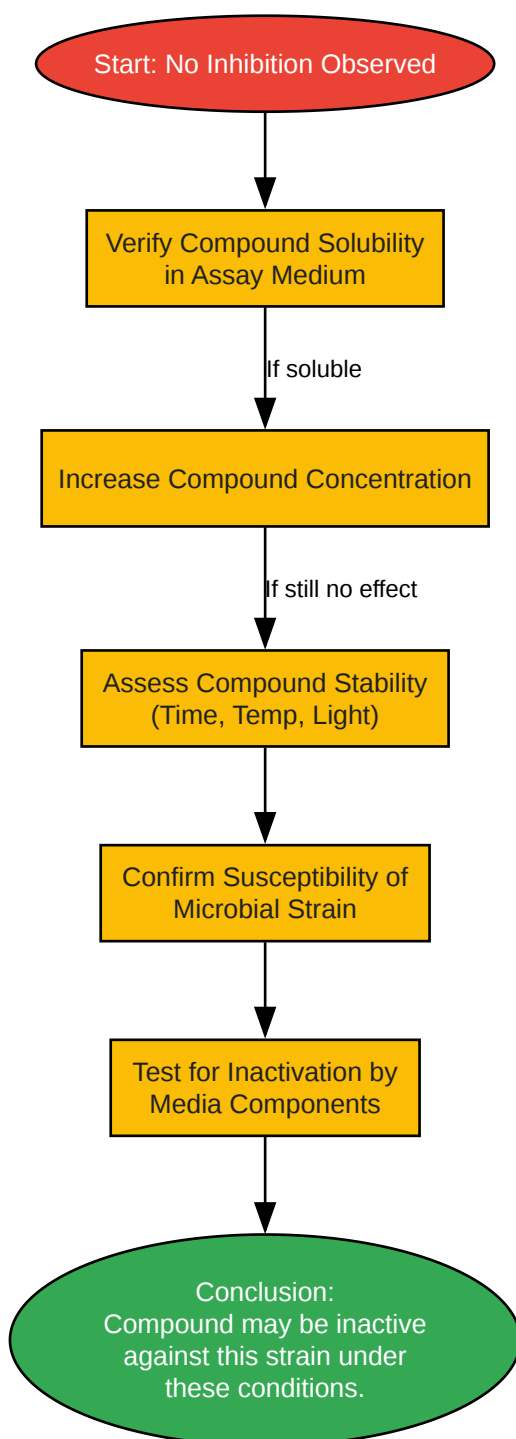 Start: No Inhibition Observed
Verify Compound Solubility
in Assay Medium
If soluble
Increase Compound Concentration
If still no effect
Assess Compound Stability
(Time, Temp, Light)
Confirm Susceptibility of
Microbial Strain
Test for Inactivation by
Media Components
Conclusion:
Compound may be inactive
against this strain under
these conditions.